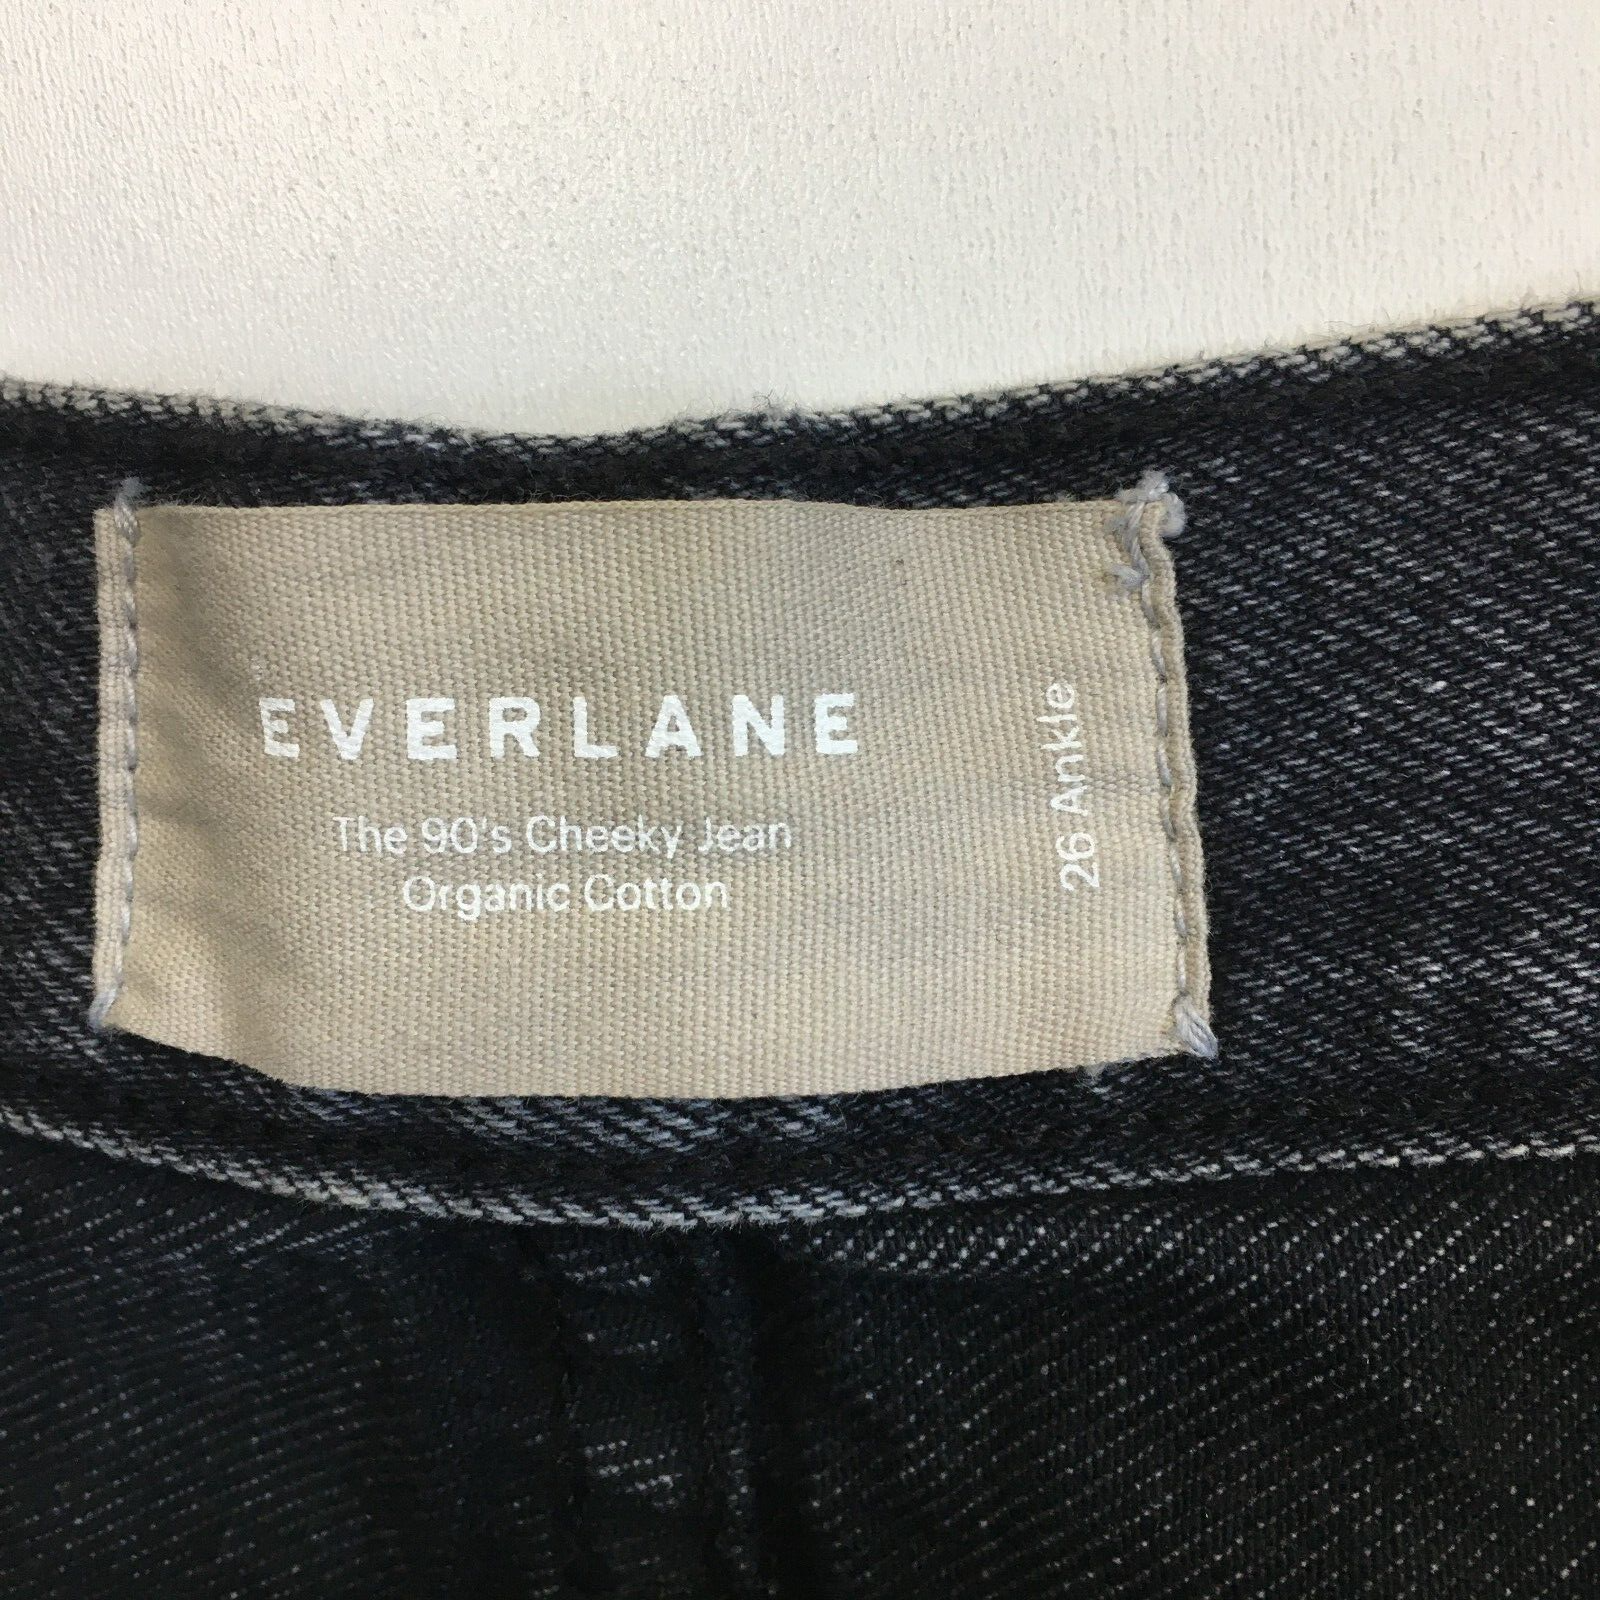 EVERLANE
The 90's Cheeky Jean
Organic Cotton
26 Ankle